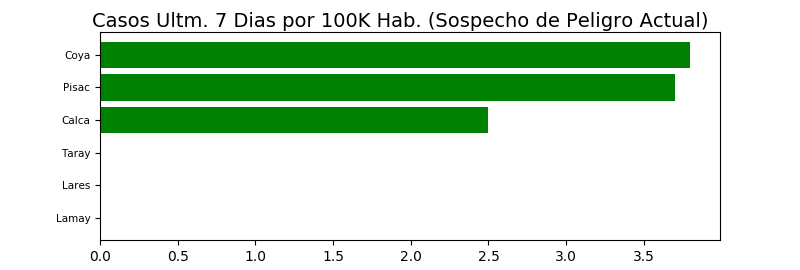 Casos Ultm. 7 Dias por 100K Hab. (Sospecho de Peligro Actual)
Coya
Pisac
Calca
Taray
Lares
Lamay
0.0 0.5 1.0 1.5 2.0 2.5 3.0 3.5